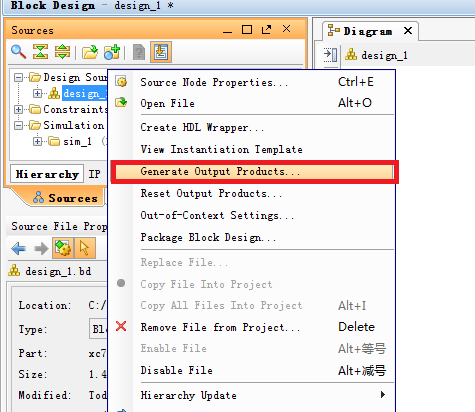 Block Design - design_1 *
Sources
Diagram
design_1
Design Sour
design_
Constraints
Simulation
sim_1 (
Hierarchy IP
Sources
Source File Prop
design_1.bd
Location: C:/
Type: Blo
Part: xc7
Size: 1.4
Modified: Tod
Source Node Properties... Ctrl+E
Open File Alt+O
Create HDL Wrapper...
View Instantiation Template
Generate Output Products...
Reset Output Products...
Out-of-Context Settings...
Package Block Design...
Replace File...
Copy File Into Project
Copy All Files Into Project Alt+I
Remove File from Project... Delete
Enable File Alt+等号
Disable File Alt+减号
Hierarchy Update